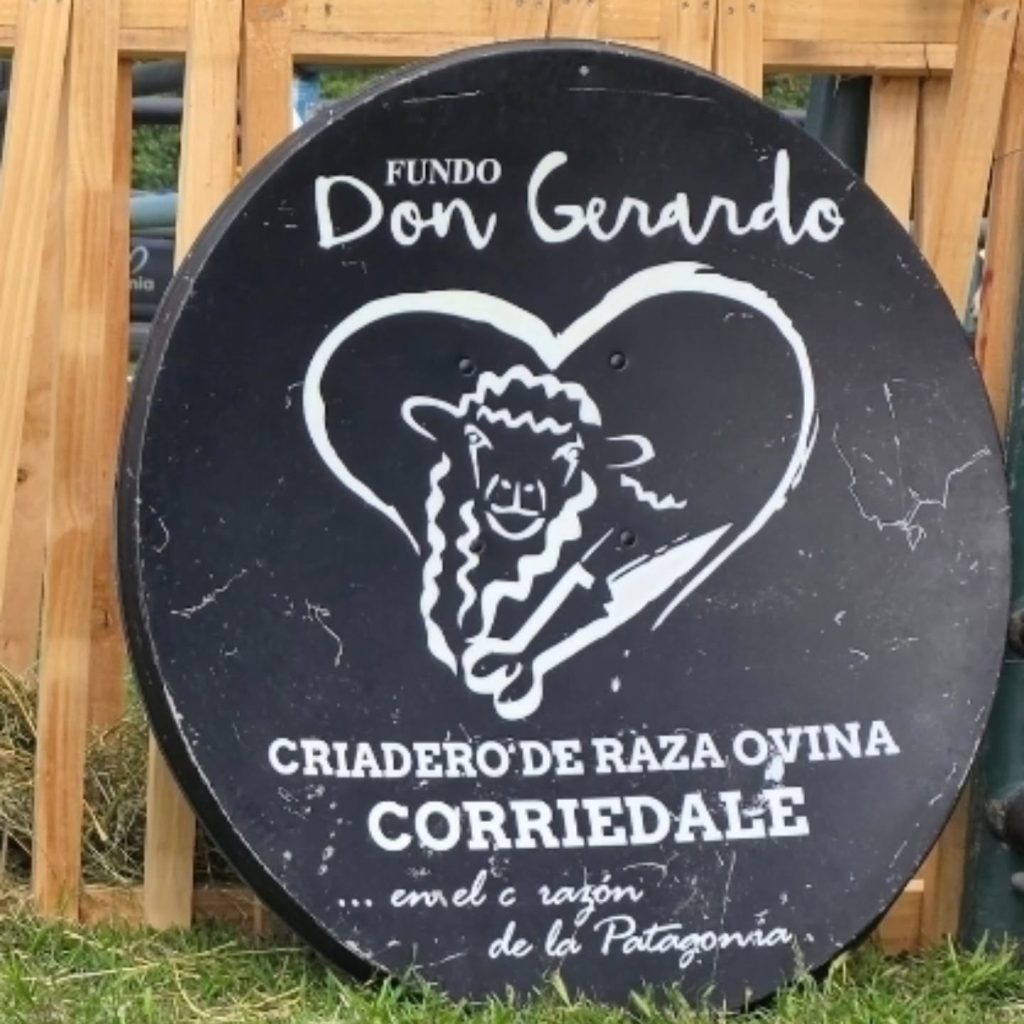 FUNDO
Don Gerardo
CRIADERO DE RAZA OVINA
CORRIEDALE
... en el c razón
de la Patagonia